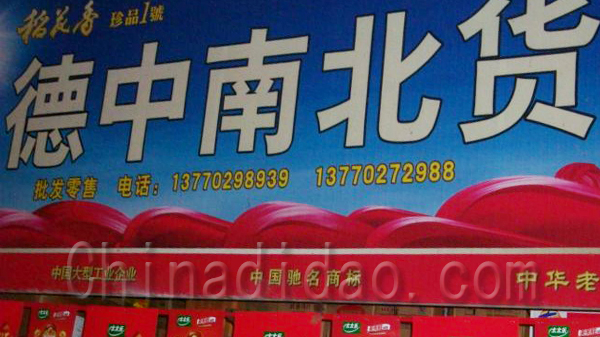 稻花香 珍品1號
德中南北货
批发零售 电话：13770298939 13770272988
中国大型工业企业 中国驰名商标 中华老
Chinadidao.com